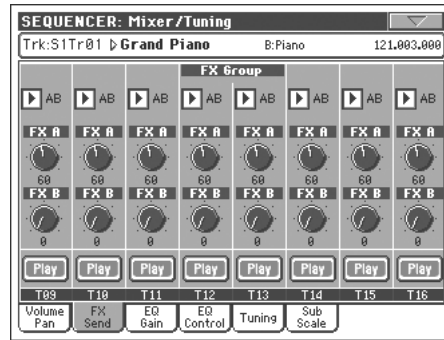 SEQUENCER: Mixer/Tuning
Trk:S1Tr01 Grand Piano B:Piano 121.003.000
FX Group
AB AB AB AB AB AB AB AB
FX A FX A FX A FX A FX A FX A FX A FX A
60 60 60 60 60 60 60 60
FX B FX B FX B FX B FX B FX B FX B FX B
0 0 0 0 0 0 0 0
Play Play Play Play Play Play Play Play
T09 T10 T11 T12 T13 T14 T15 T16
Volume Pan FX Send EQ Gain EQ Control Tuning Sub Scale